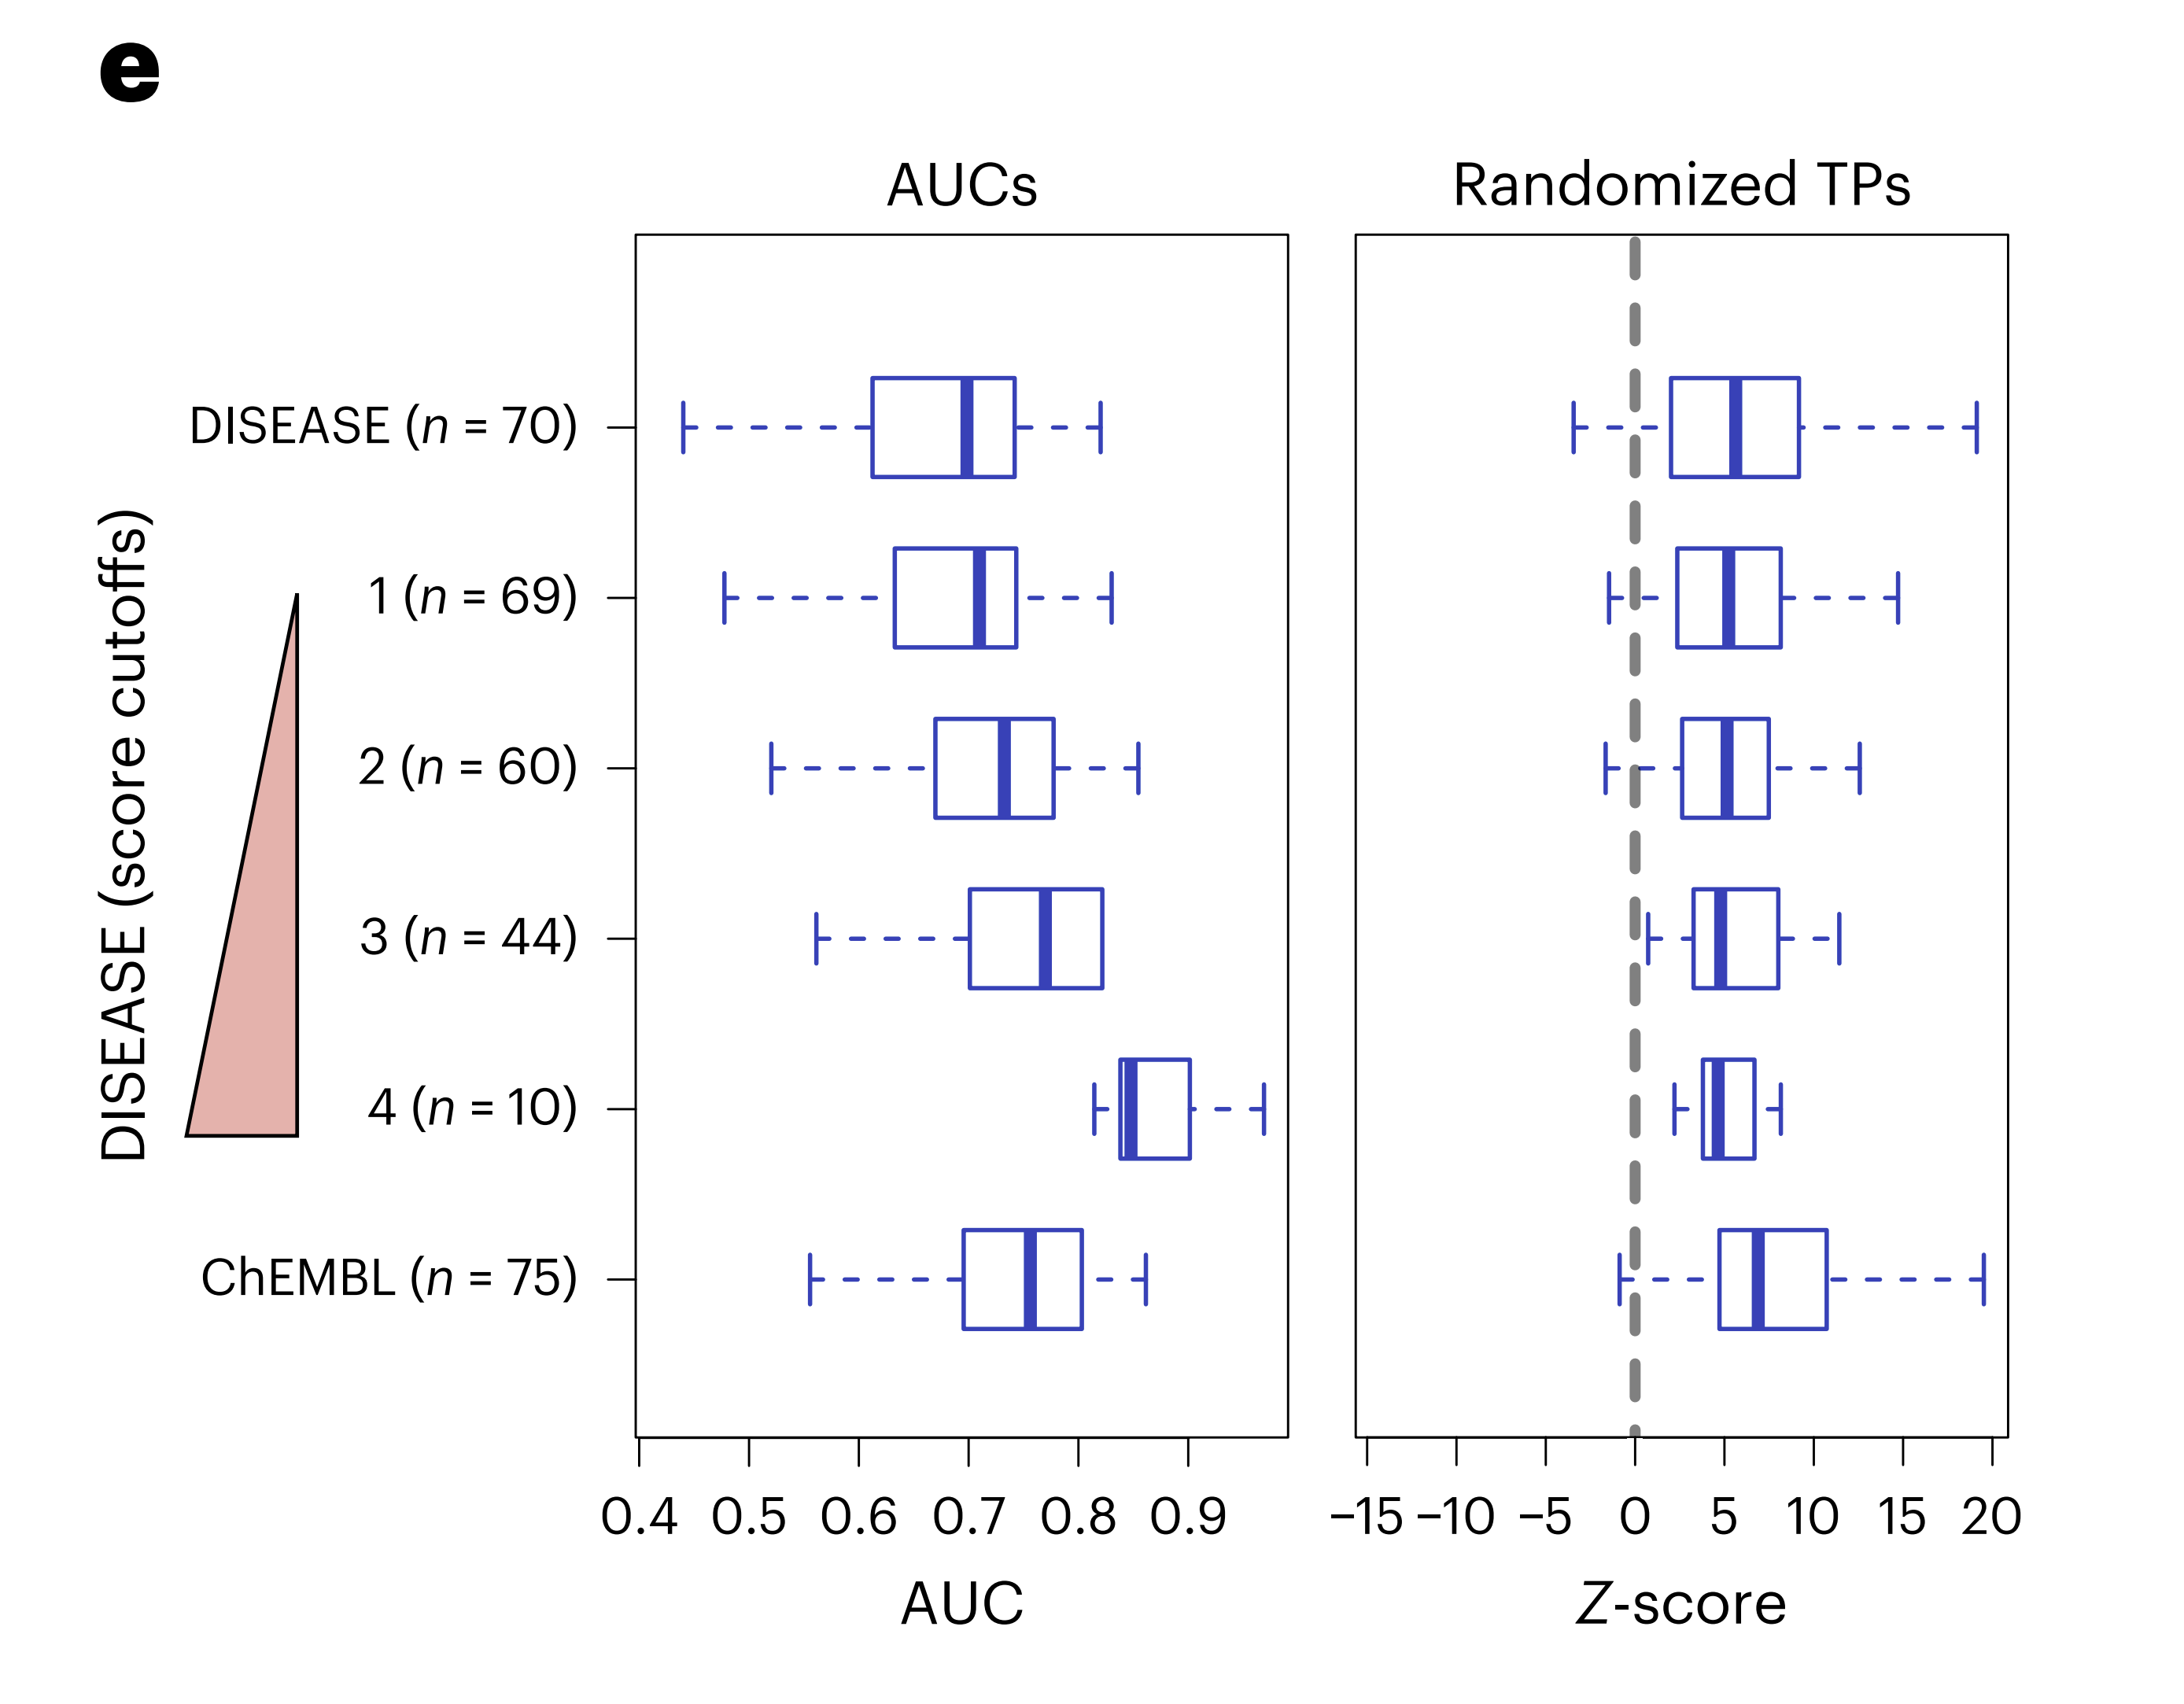 e
AUCs
Randomized TPs
DISEASE (score cutoffs)
DISEASE (n = 70)
1 (n = 69)
2 (n = 60)
3 (n = 44)
4 (n = 10)
ChEMBL (n = 75)
0.4 0.5 0.6 0.7 0.8 0.9
−15 −10 −5 0 5 10 15 20
AUC
Z-score